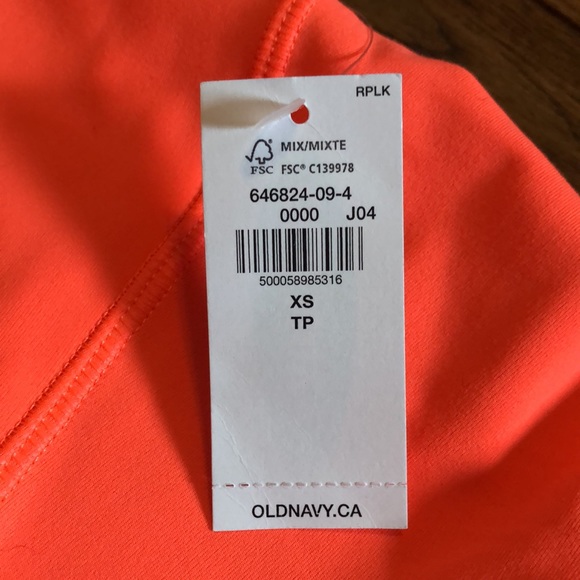 RPLK
MIX/MIXTE
FSC FSC® C139978
646824-09-4
0000 J04
500058985316
XS
TP
OLDNAVY.CA